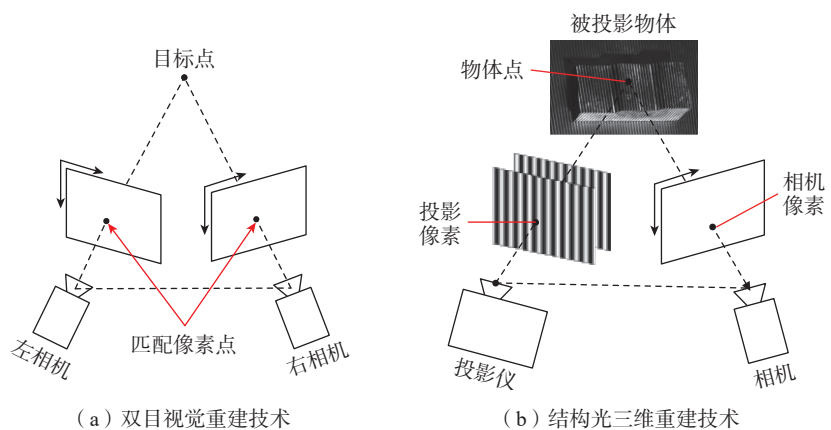 目标点
匹配像素点
左相机
右相机
（a）双目视觉重建技术
被投影物体
物体点
投影
像素
相机
像素
投影仪
相机
（b）结构光三维重建技术